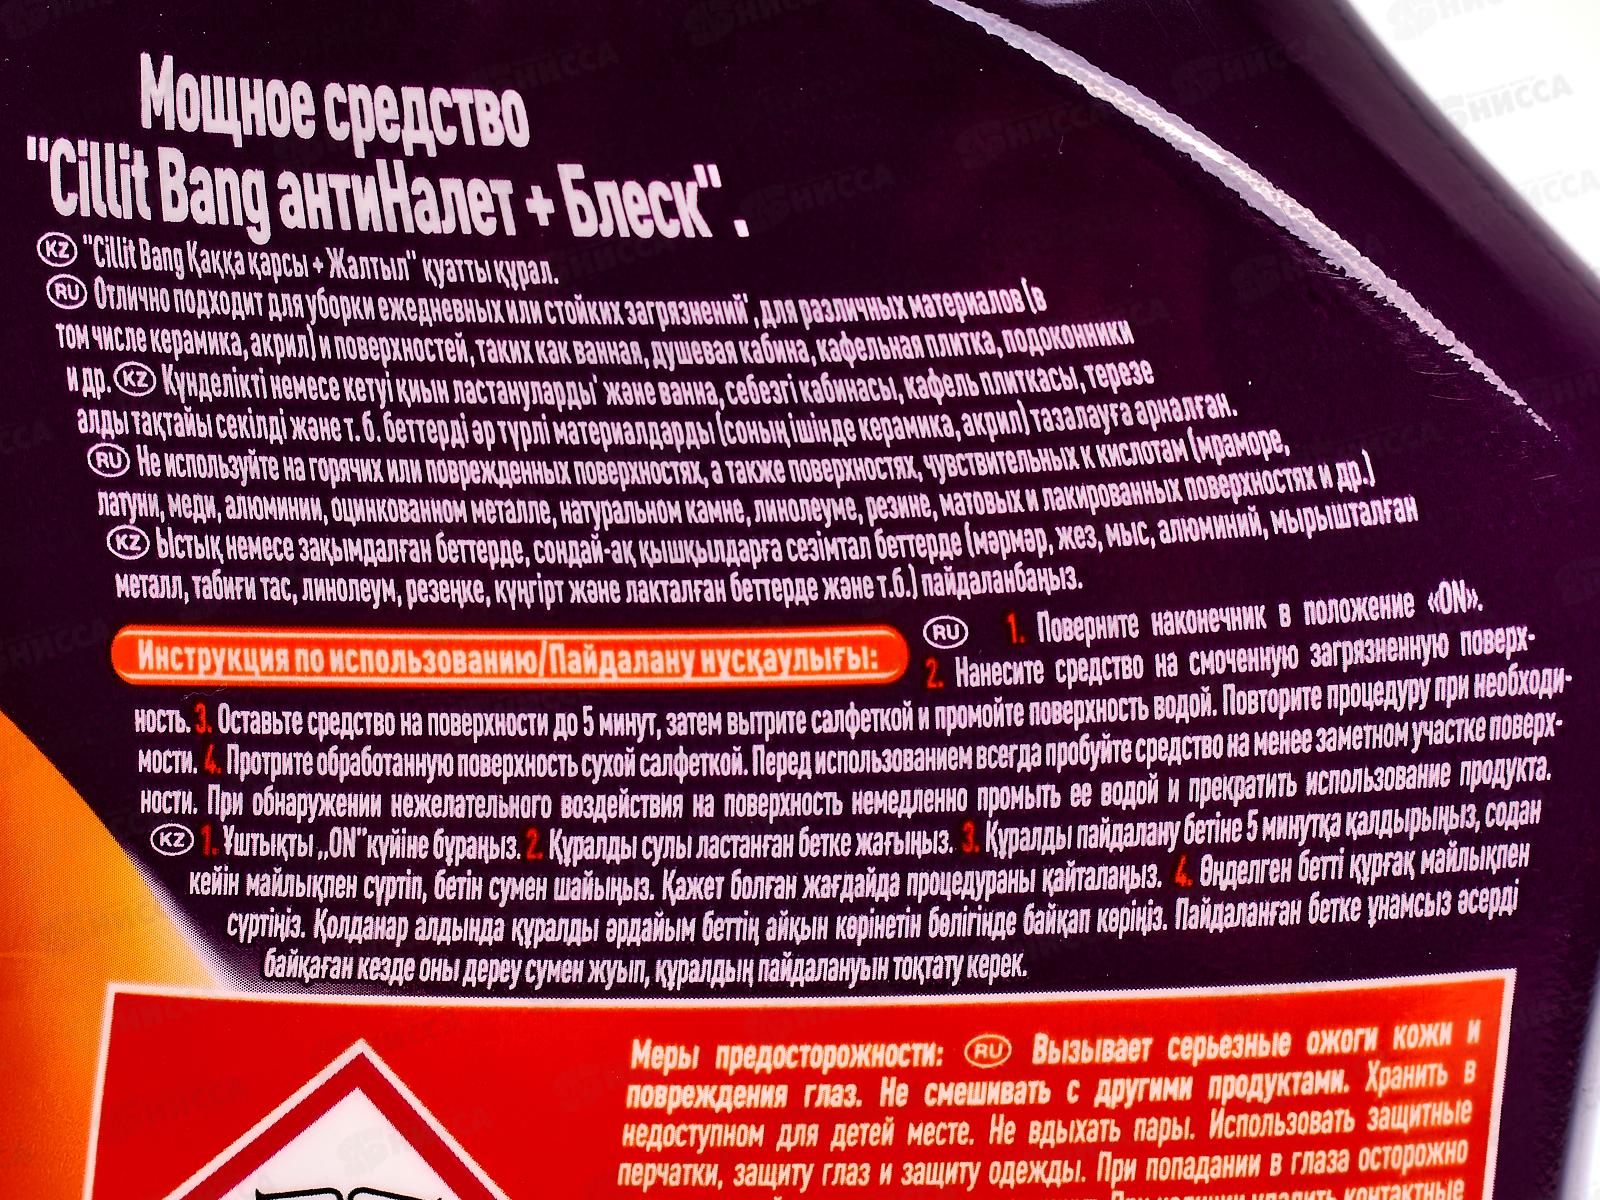 Мощное средство
"Cillit Bang антиНалет + Блеск".
KZ "Cillit Bang Қаққа қарсы + Жалтыл" қуатты құрал.
RU Отлично подходит для уборки ежедневных или стойких загрязнений', для различных материалов (в
том числе керамика, акрил) и поверхностей, таких как ванная, душевая кабина, кафельная плитка, подоконники
и др. KZ Күнделікті немесе кетуі қиын ластануларды' және ванна, себезгі кабинасы, кафель плиткасы, терезе
алды тақтайы секілді және т. б. беттерді әр түрлі материалдарды (соның ішінде керамика, акрил) тазалауға арналған.
RU Не используйте на горячих или поврежденных поверхностях, а также поверхностях, чувствительных к кислотам (мраморе,
латуни, меди, алюминии, оцинкованном металле, натуральном камне, линолеуме, резине, матовых и лакированных поверхностях и др.)
KZ Ыстық немесе зақымдалған беттерде, сондай-ақ қышқылдарға сезімтал беттерде (мәрмәр, жез, мыс, алюминий, мырышталған
металл, табиғи тас, линолеум, резеңке, күңгірт және лакталған беттерде және т.б.) пайдаланбаңыз.
Инструкция по использованию/Пайдалану нұсқаулығы:
RU 1. Поверните наконечник в положение «ON».
2. Нанесите средство на смоченную загрязненную поверх-
ность. 3. Оставьте средство на поверхности до 5 минут, затем вытрите салфеткой и промойте поверхность водой. Повторите процедуру при необходи-
мости. 4. Протрите обработанную поверхность сухой салфеткой. Перед использованием всегда пробуйте средство на менее заметном участке поверх-
ности. При обнаружении нежелательного воздействия на поверхность немедленно промыть ее водой и прекратить использование продукта.
KZ 1. Ұштықты „ON" күйіне бұраңыз. 2. Құралды сулы ластанған бетке жағыңыз. 3. Құралды пайдалану бетіне 5 минутқа қалдырыңыз, содан
кейін майлықпен сүртіп, бетін сумен шайыңыз. Қажет болған жағдайда процедураны қайталаңыз. 4. Өңделген бетті құрғақ майлықпен
сүртіңіз. Қолданар алдында құралды әрдайым беттің айқын көрінетін бөлігінде байқап көріңіз. Пайдаланған бетке ұнамсыз әсерді
байқаған кезде оны дереу сумен жуып, құралдың пайдалануын тоқтату керек.
Меры предосторожности: RU Вызывает серьезные ожоги кожи и
повреждения глаз. Не смешивать с другими продуктами. Хранить в
недоступном для детей месте. Не вдыхать пары. Использовать защитные
перчатки, защиту глаз и защиту одежды. При попадании в глаза осторожно